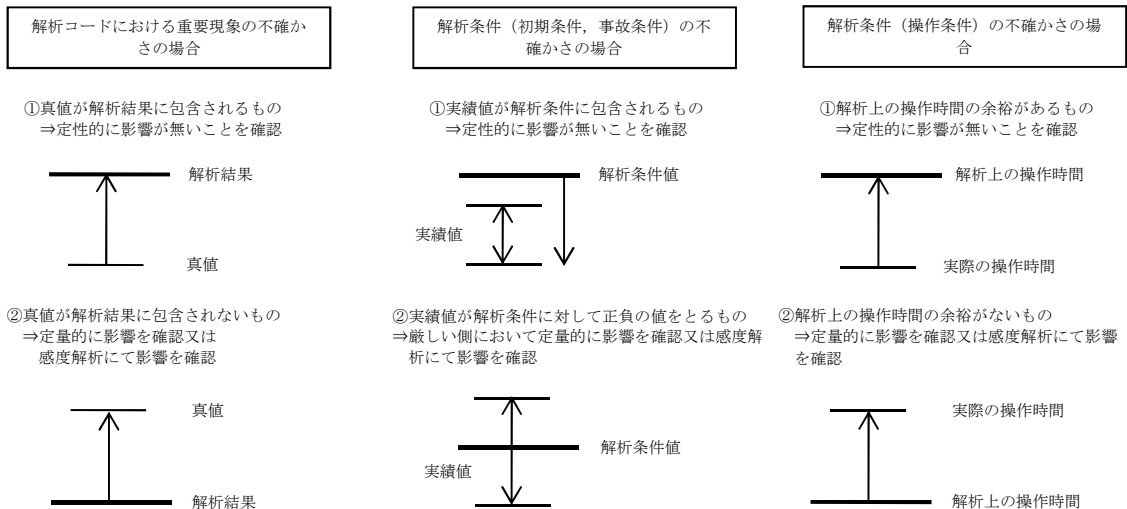 解析コードにおける重要現象の不確か
さの場合
①真値が解析結果に包含されるもの
⇒定性的に影響が無いことを確認
解析結果
真値
②真値が解析結果に包含されないもの
⇒定量的に影響を確認又は
感度解析にて影響を確認
真値
解析結果
解析条件（初期条件，事故条件）の不
確かさの場合
①実績値が解析条件に包含されるもの
⇒定性的に影響が無いことを確認
解析条件値
実績値
②実績値が解析条件に対して正負の値をとるもの
⇒厳しい側において定量的に影響を確認又は感度解
析にて影響を確認
解析条件値
実績値
解析条件（操作条件）の不確かさの場
合
①解析上の操作時間の余裕があるもの
⇒定性的に影響が無いことを確認
解析上の操作時間
実際の操作時間
②解析上の操作時間の余裕がないもの
⇒定量的に影響を確認又は感度解析にて影響
を確認
実際の操作時間
解析上の操作時間